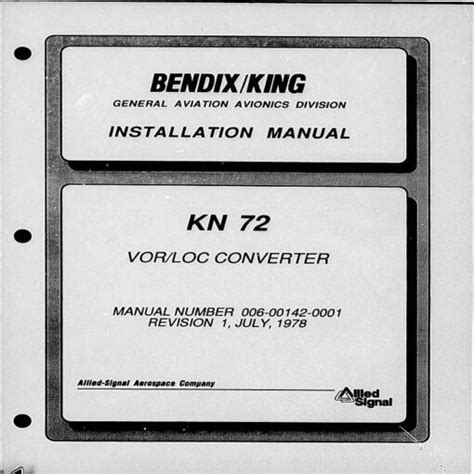 BENDIX/KING
GENERAL AVIATION AVIONICS DIVISION
INSTALLATION MANUAL
KN 72
VOR/LOC CONVERTER
MANUAL NUMBER 006-00142-0001
REVISION 1, JULY, 1978
Allied-Signal Aerospace Company
Allied
Signal